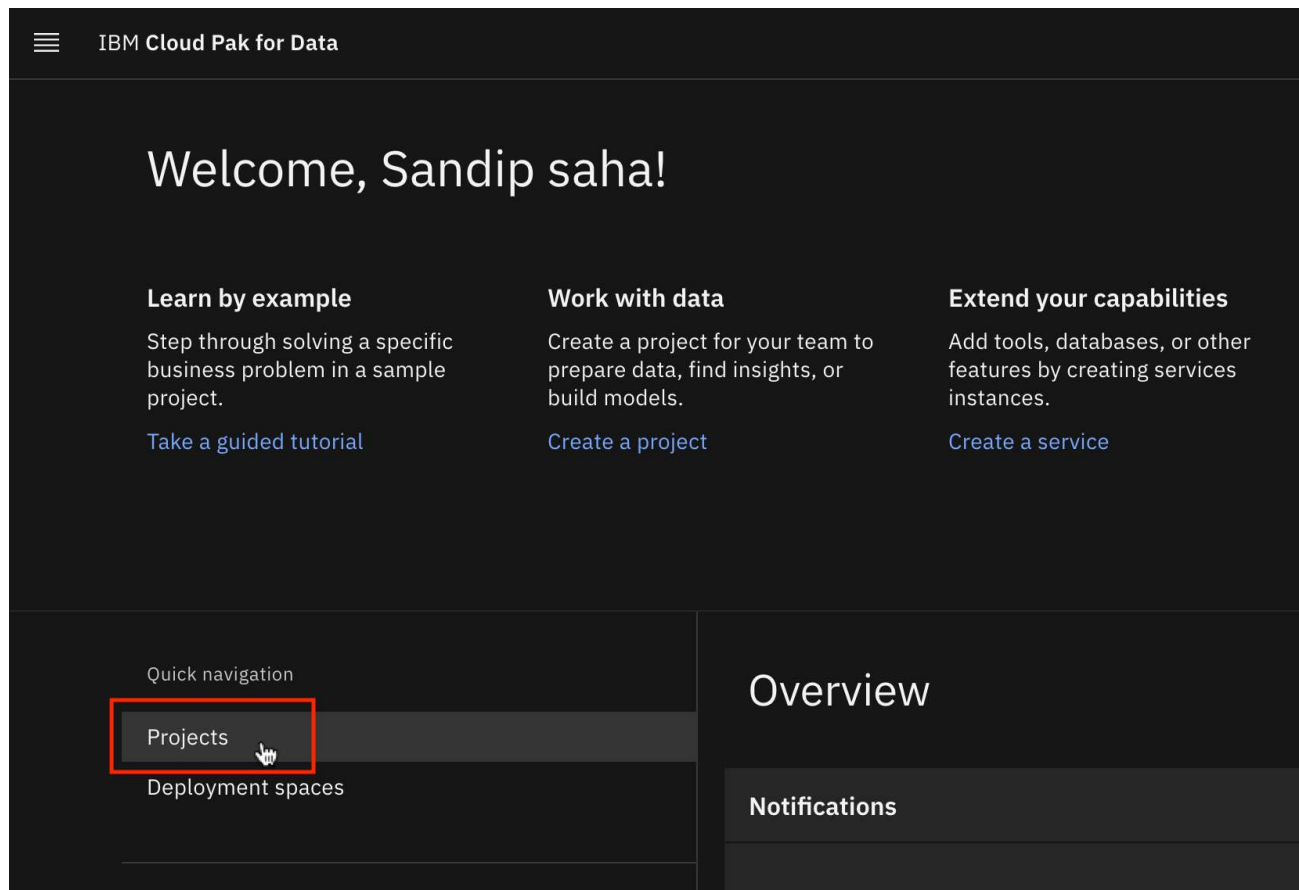 IBM Cloud Pak for Data
Welcome, Sandip saha!
Learn by example
Step through solving a specific
business problem in a sample
project.
Take a guided tutorial
Work with data
Create a project for your team to
prepare data, find insights, or
build models.
Create a project
Extend your capabilities
Add tools, databases, or other
features by creating services
instances.
Create a service
Quick navigation
Projects
Deployment spaces
Overview
Notifications